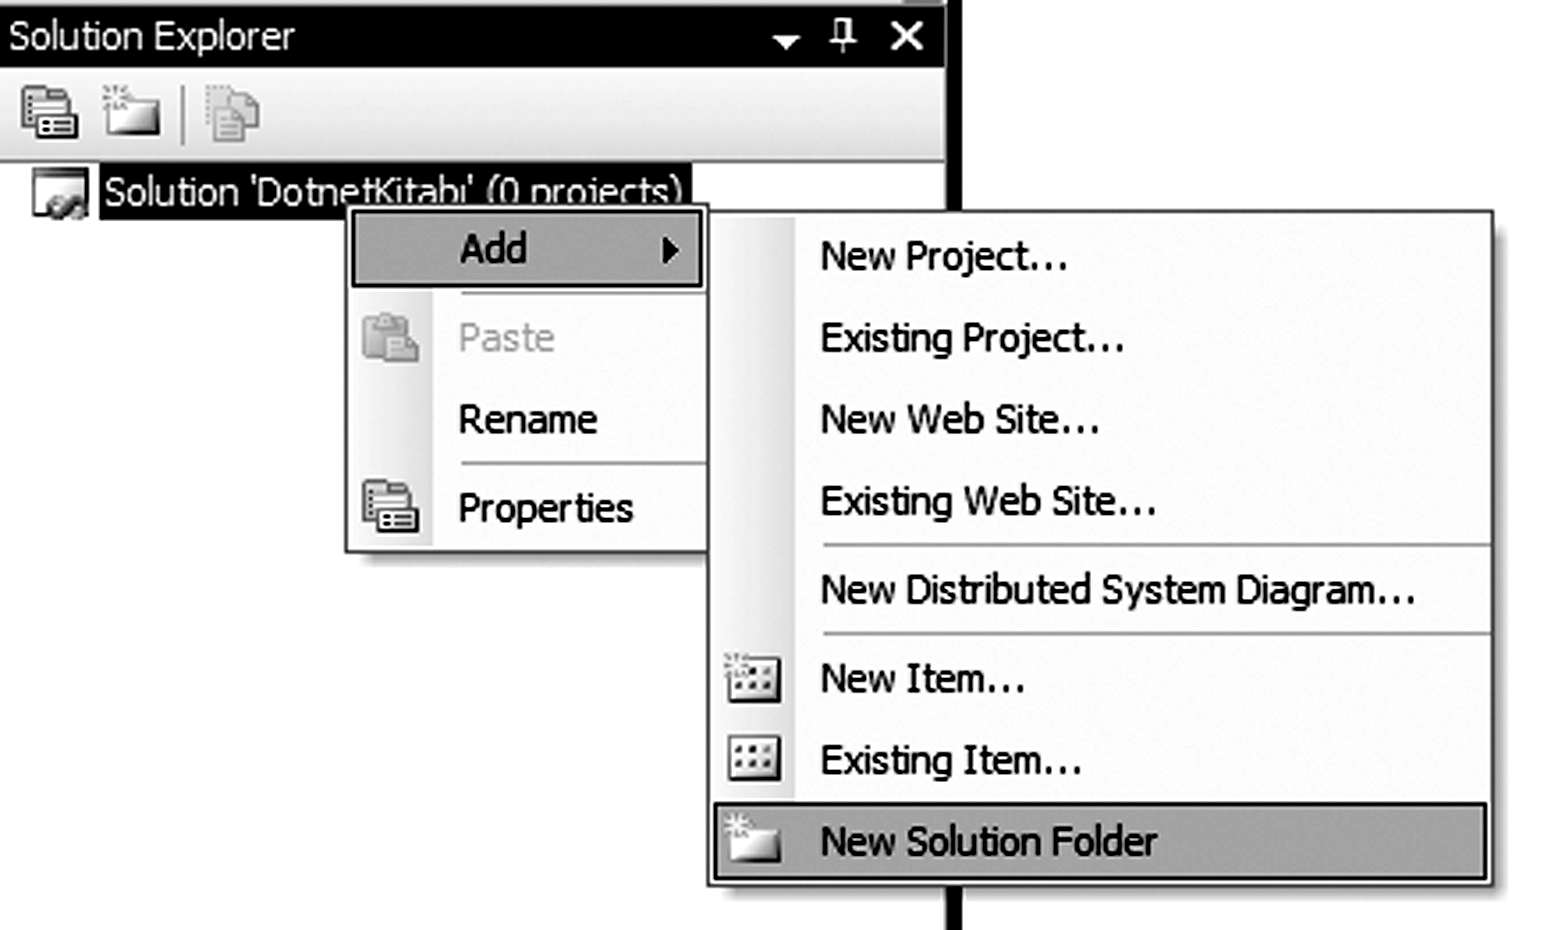 Solution Explorer
Solution 'DotnetKitabı' (0 projects)
Add
Paste
Rename
Properties
New Project...
Existing Project...
New Web Site...
Existing Web Site...
New Distributed System Diagram...
New Item...
Existing Item...
New Solution Folder